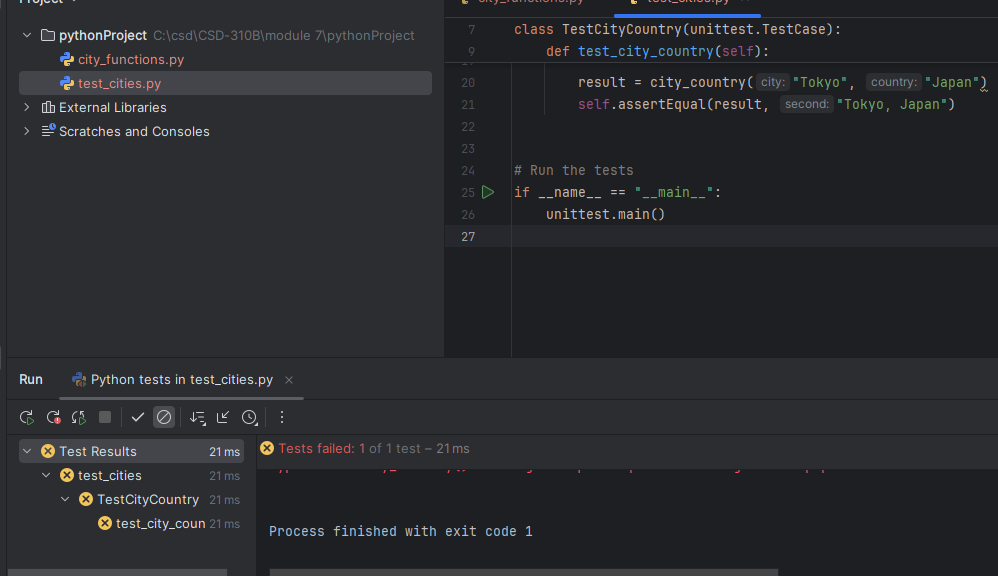 Project
pythonProject C:\csd\CSD-310B\module 7\pythonProject
city_functions.py
test_cities.py
External Libraries
Scratches and Consoles
city_functions.py
test_cities.py
7 class TestCityCountry(unittest.TestCase):
9 def test_city_country(self):
20 result = city_country( city: "Tokyo", country: "Japan")
21 self.assertEqual(result, second: "Tokyo, Japan")
22
23
24 # Run the tests
25 if __name__ == "__main__":
26 unittest.main()
27
Run Python tests in test_cities.py
Test Results 21 ms
test_cities 21 ms
TestCityCountry 21 ms
test_city_coun 21 ms
Tests failed: 1 of 1 test – 21 ms
Process finished with exit code 1